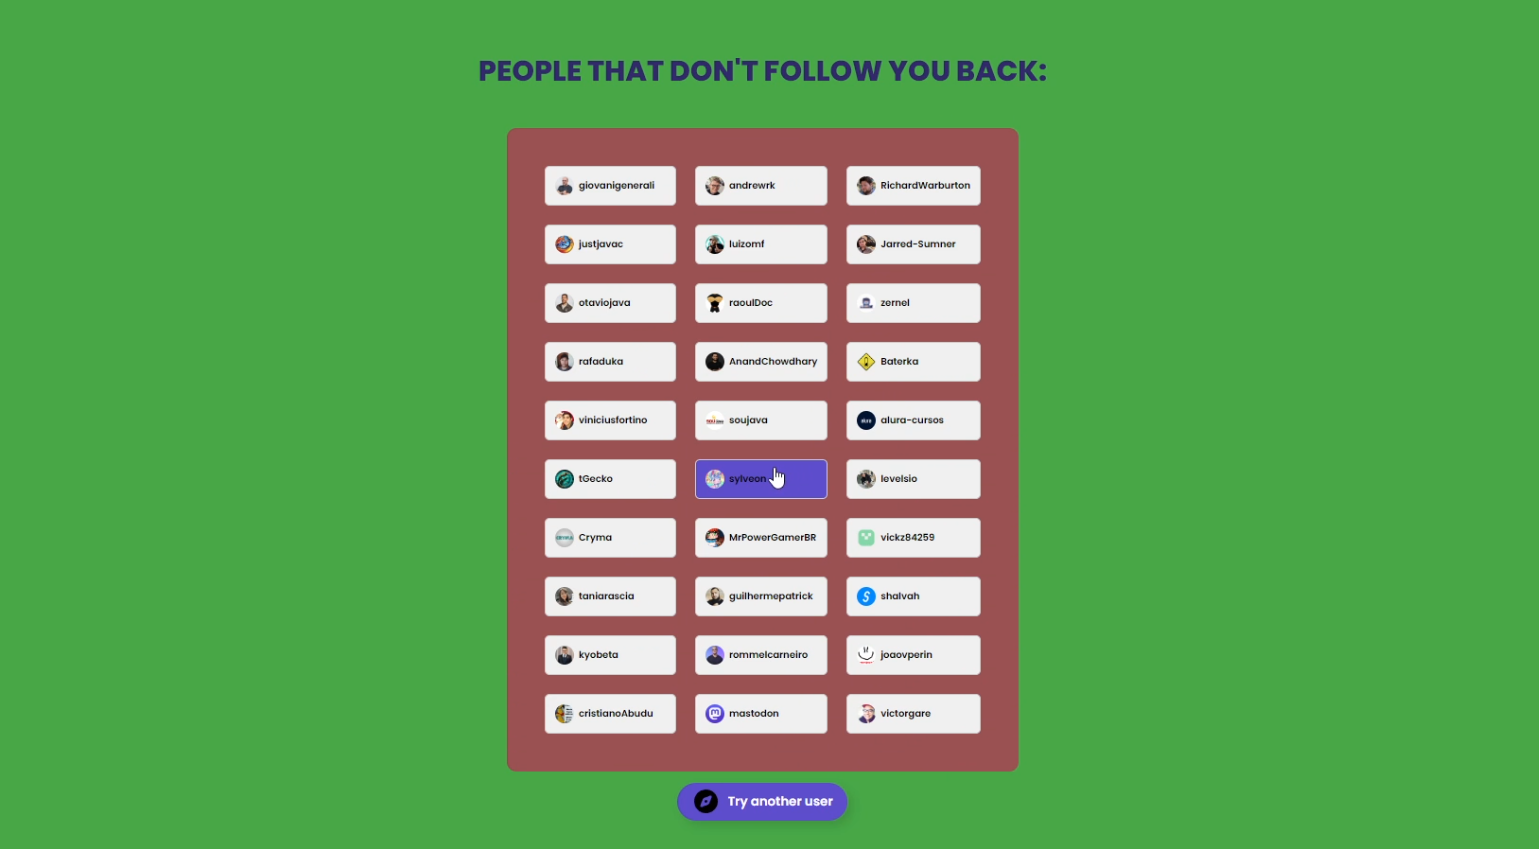 PEOPLE THAT DON'T FOLLOW YOU BACK:
giovanigenerali
andrewrk
RichardWarburton
justjavac
luizomf
Jarred-Sumner
otaviojava
raoulDoc
zernel
rafaduka
AnandChowdhary
Baterka
viniciusfortino
soujava
alura-cursos
tGecko
sylveon
levelsio
Cryma
MrPowerGamerBR
vickz84259
taniarascia
guilhermepatrick
shalvah
kyobeta
rommelcarneiro
joaovperin
cristianoAbudu
mastodon
victorgare
Try another user